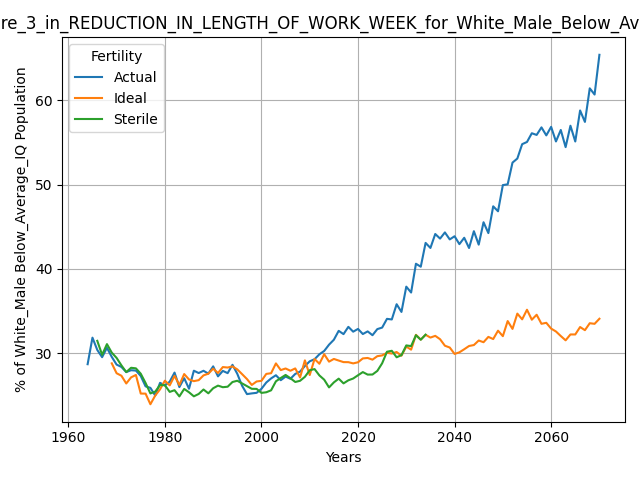 re_3_in_REDUCTION_IN_LENGTH_OF_WORK_WEEK_for_White_Male_Below_Av
Fertility
Actual
Ideal
Sterile
% of White_Male Below_Average_IQ Population
60
50
40
30
1960
1980
2000
2020
2040
2060
Years